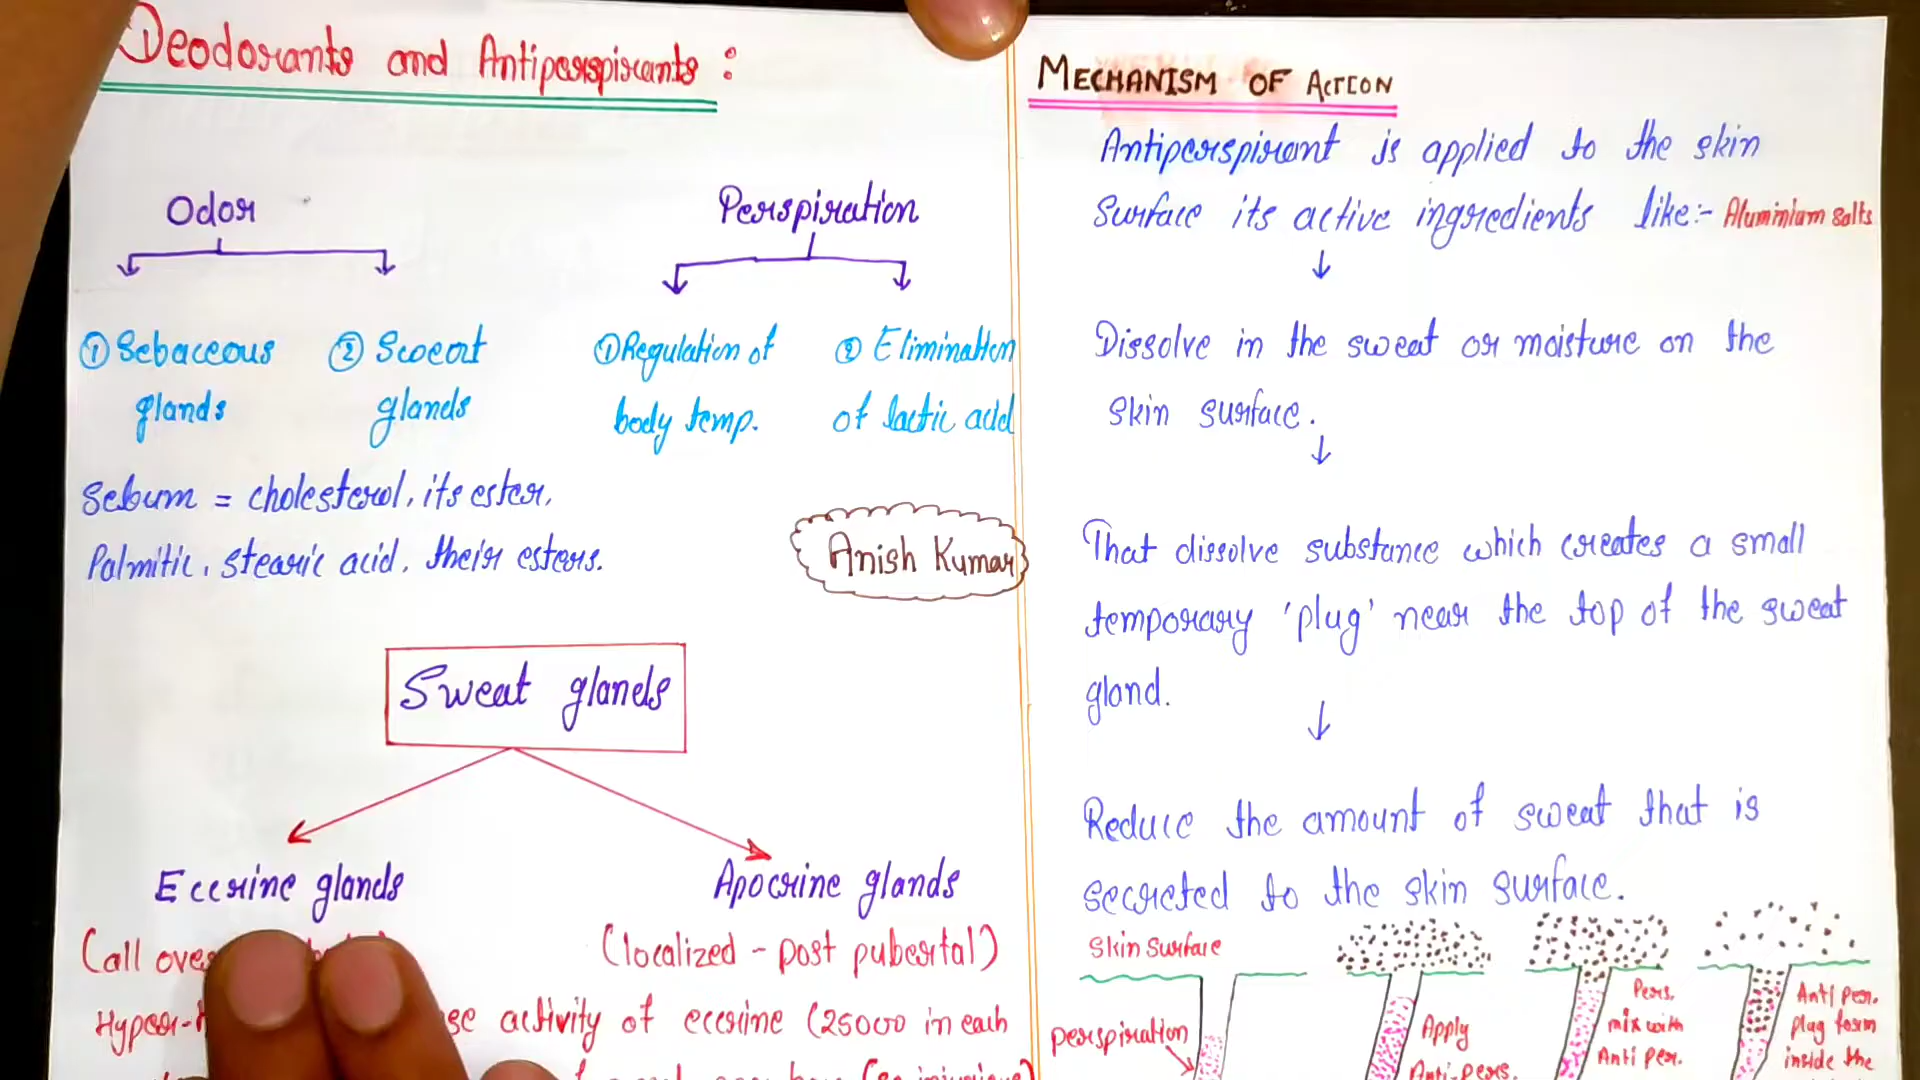 Deodorants and Antiperspirants :
Odor
Perspiration
① Sebaceous glands
② Sweat glands
① Regulation of body temp.
② Elimination of lactic acid
Sebum = cholesterol, its ester,
Palmitic, stearic acid, their esters.
Anish Kumar
Sweat glands
Eccrine glands
Apocrine glands
(all over
(localized - post pubertal)
Hyper-
activity of eccrine (25000 in each
MECHANISM OF ACTION
Antiperspirant is applied to the skin
surface its active ingredients like:- Aluminium salts
↓
Dissolve in the sweat or moisture on the
skin surface.
↓
That dissolve substance which creates a small
temporary 'plug' near the top of the sweat
gland.
↓
Reduce the amount of sweat that is
secreted to the skin surface.
Skin surface
perspiration
Apply
Anti-pers.
Pers.
mix with
Anti per.
Anti per.
plug form
inside the